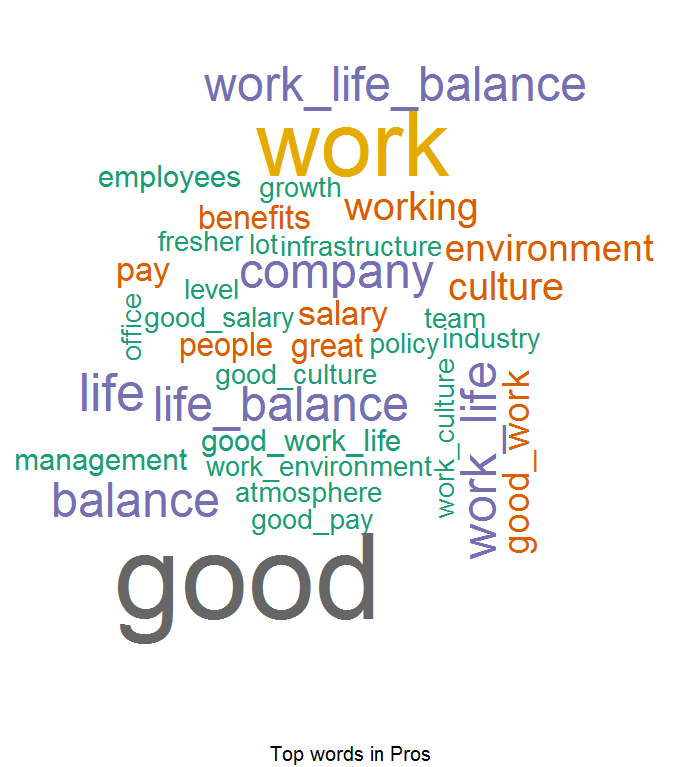 work_life_balance
work
employees
growth
benefits
working
fresher
lot
infrastructure
environment
pay
company
level
culture
office
good_salary
salary
team
people
great
policy
industry
good_culture
life
life_balance
work_culture
work_life
good_work
good_work_life
management
work_environment
balance
atmosphere
good_pay
good
Top words in Pros